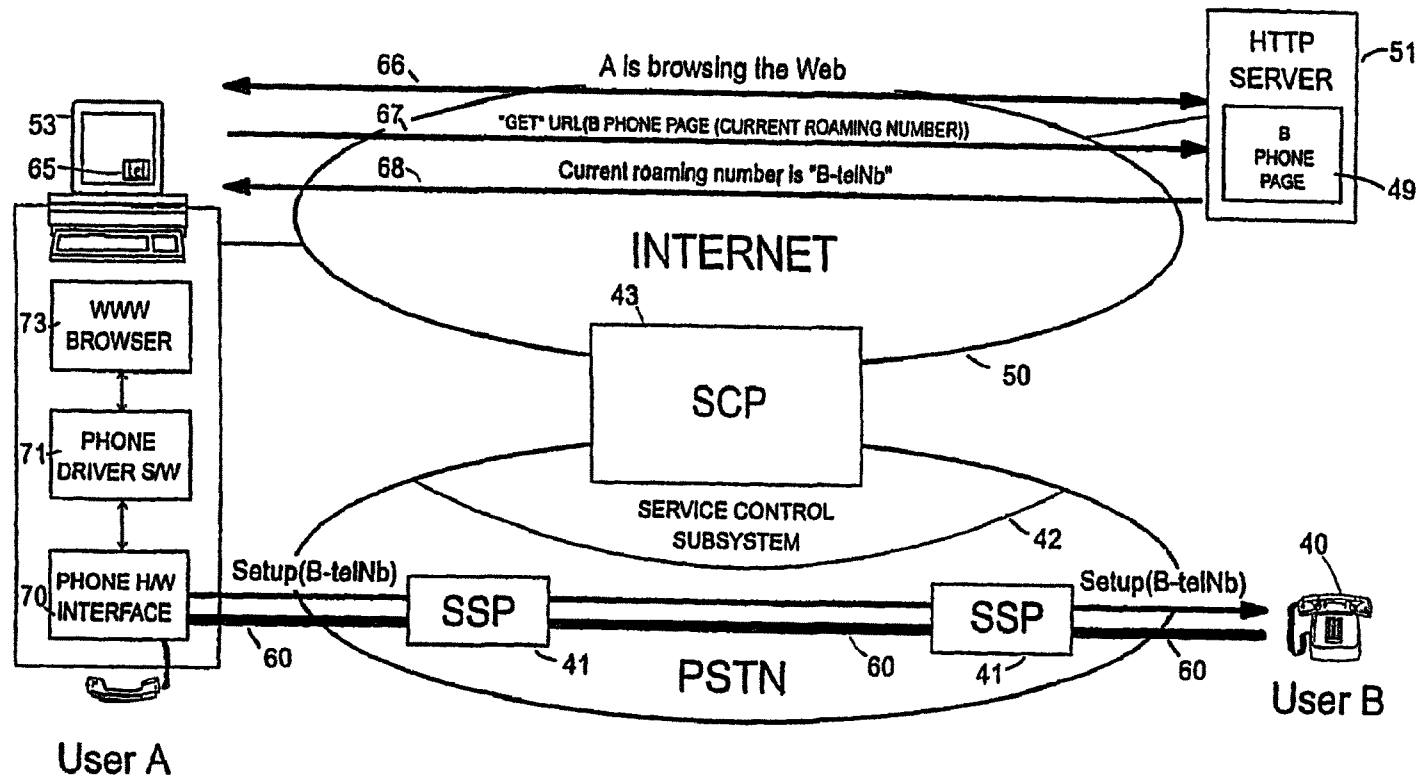 HTTP
SERVER
51
66
A is browsing the Web
53
67
"GET" URL(B PHONE PAGE (CURRENT ROAMING NUMBER))
B
PHONE
PAGE
49
65
tel
68
Current roaming number is "B-telNb"
INTERNET
43
SCP
50
73
WWW
BROWSER
71
PHONE
DRIVER S/W
SERVICE CONTROL
SUBSYSTEM
42
70
PHONE H/W
INTERFACE
Setup(B-telNb)
SSP
SSP
Setup(B-telNb)
40
60
41
60
41
60
PSTN
User A
User B